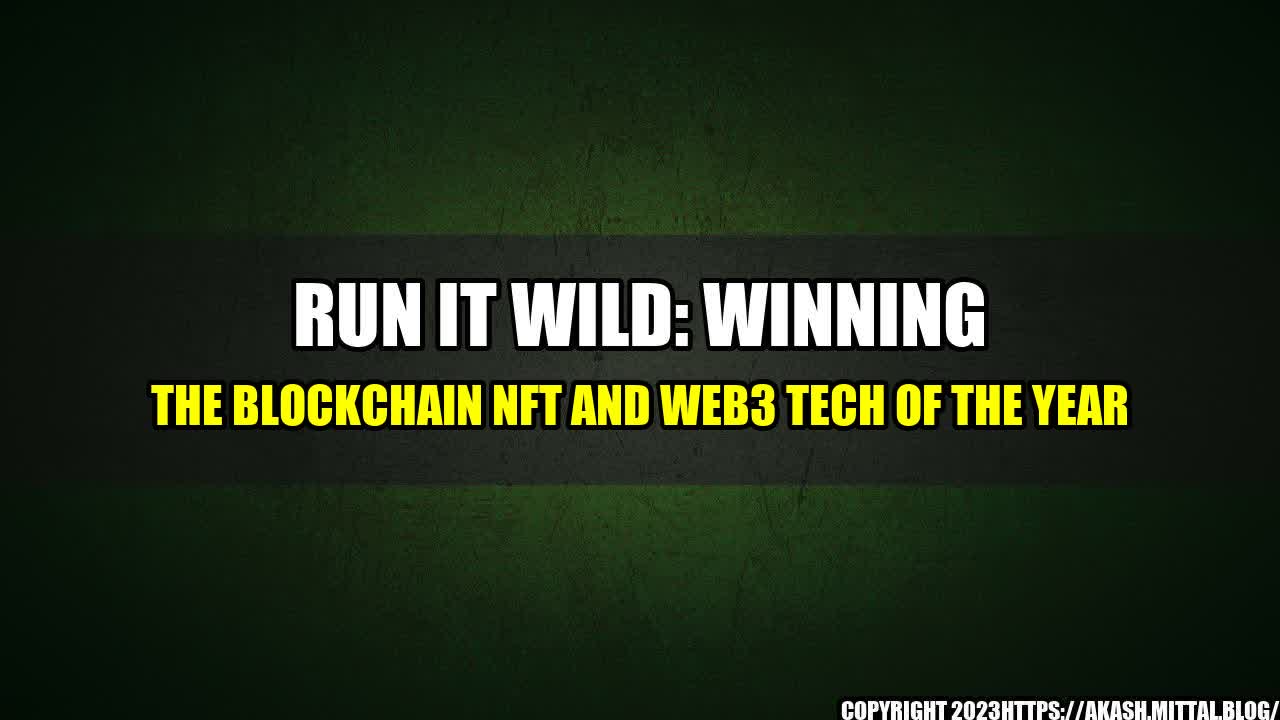 RUN IT WILD: WINNING
THE BLOCKCHAIN NFT AND WEB3 TECH OF THE YEAR
COPYRIGHT 2023HTTPS://AKASH.MITTAL.BLOG/